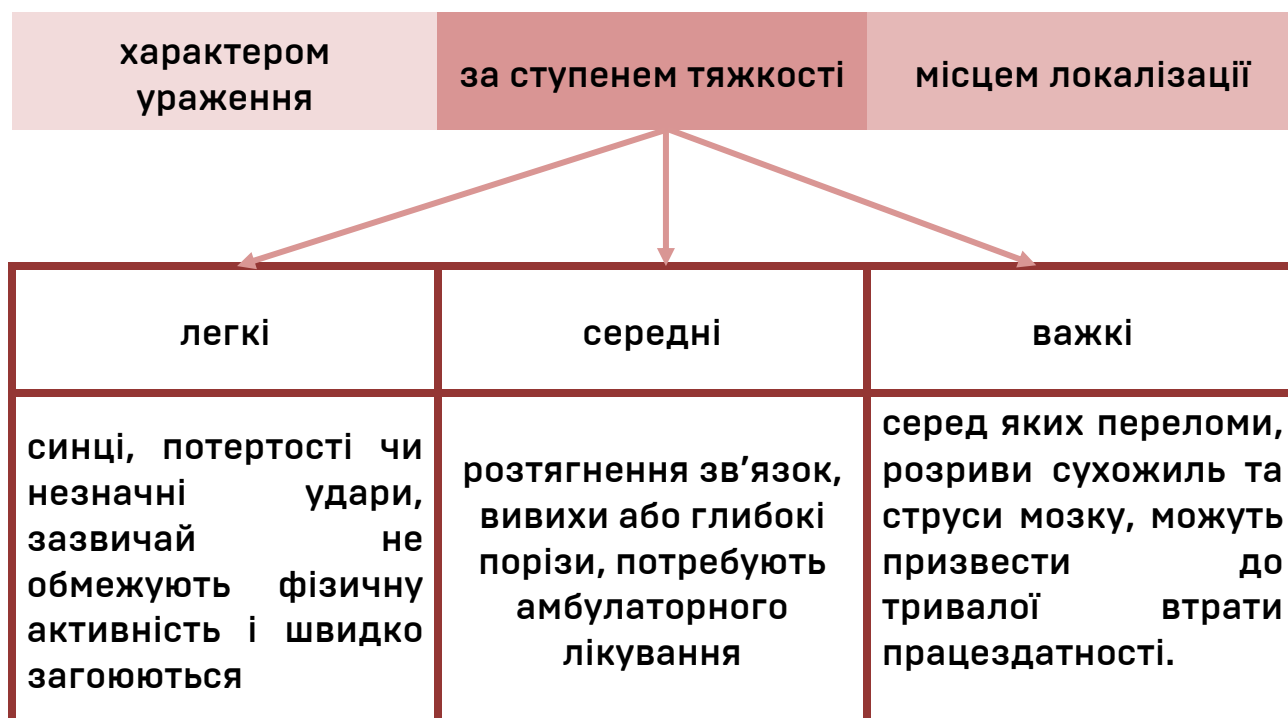 характером
ураження
за ступенем тяжкості
місцем локалізації
легкі
середні
важкі
синці, потертості чи
незначні удари,
зазвичай не
обмежують фізичну
активність і швидко
загоюються
розтягнення зв’язок,
вивихи або глибокі
порізи, потребують
амбулаторного
лікування
серед яких переломи,
розриви сухожиль та
струси мозку, можуть
призвести до
тривалої втрати
працездатності.